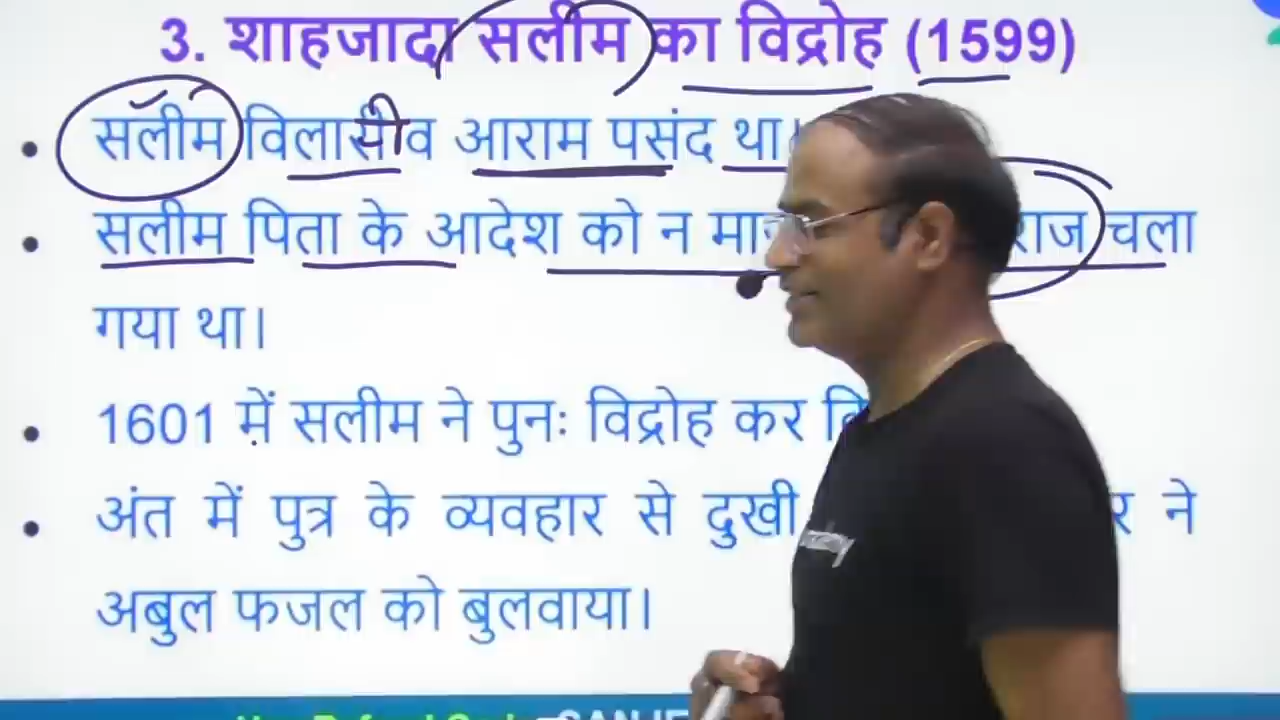 3. शाहजादा सलीम का विद्रोह (1599)
• सलीम विलासी व आराम पसंद था।
• सलीम पिता के आदेश को न राज चला
गया था।
• 1601 में सलीम ने पुनः विद्रोह कर
• अंत में पुत्र के व्यवहार से दुखी ने
अबुल फजल को बुलवाया।